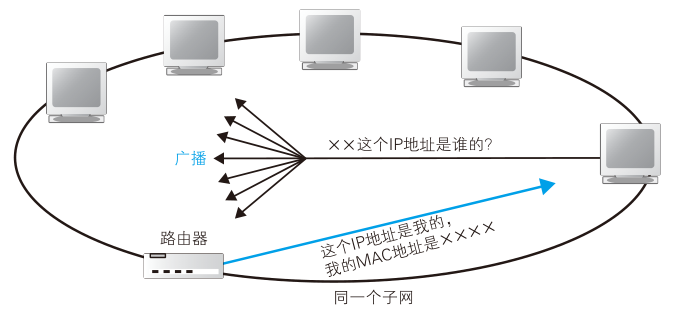 ××这个IP地址是谁的?
广播
路由器
这个IP地址是我的，
我的MAC地址是××××
同一个子网